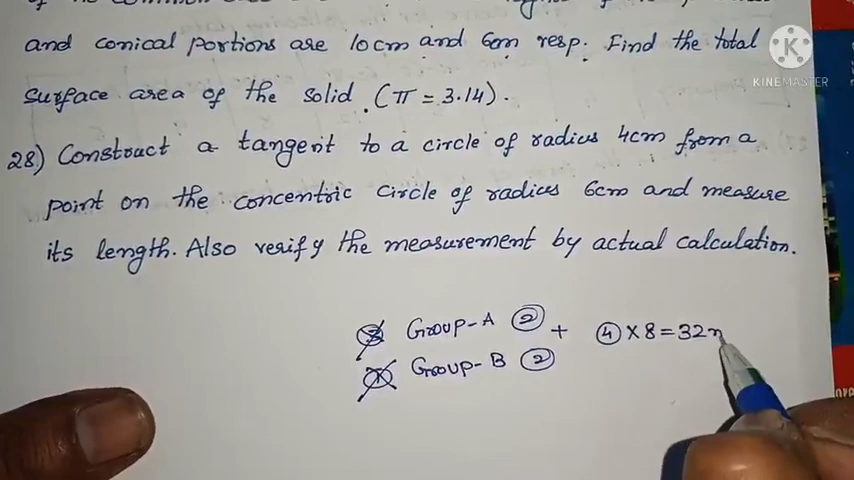 and conical portions are 10cm and 6cm resp. Find the total
surface area of the solid. (π = 3.14).
28) Construct a tangent to a circle of radius 4cm from a
point on the concentric circle of radius 6cm and measure
its length. Also verify the measurement by actual calculation.
3 Group-A 2 + 4 × 8 = 32m
Group-B 2
KINEMASTER